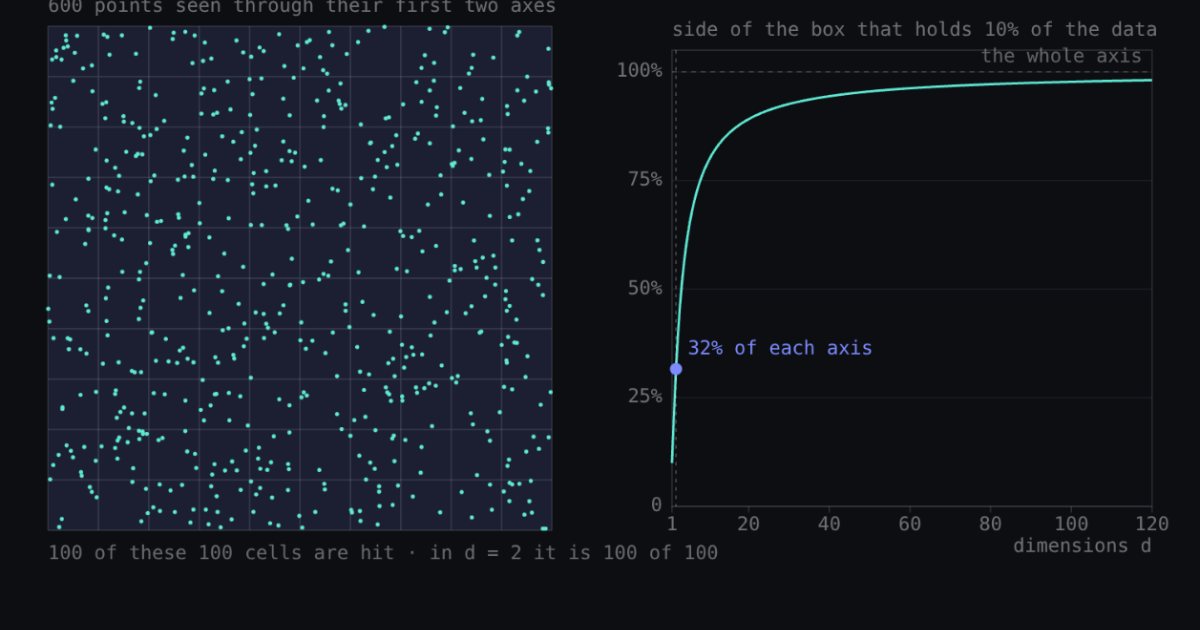 600 points seen through their first two axes
side of the box that holds 10% of the data
the whole axis
100%
75%
50%
32% of each axis
25%
0
1 20 40 60 80 100 120
dimensions d
100 of these 100 cells are hit · in d = 2 it is 100 of 100